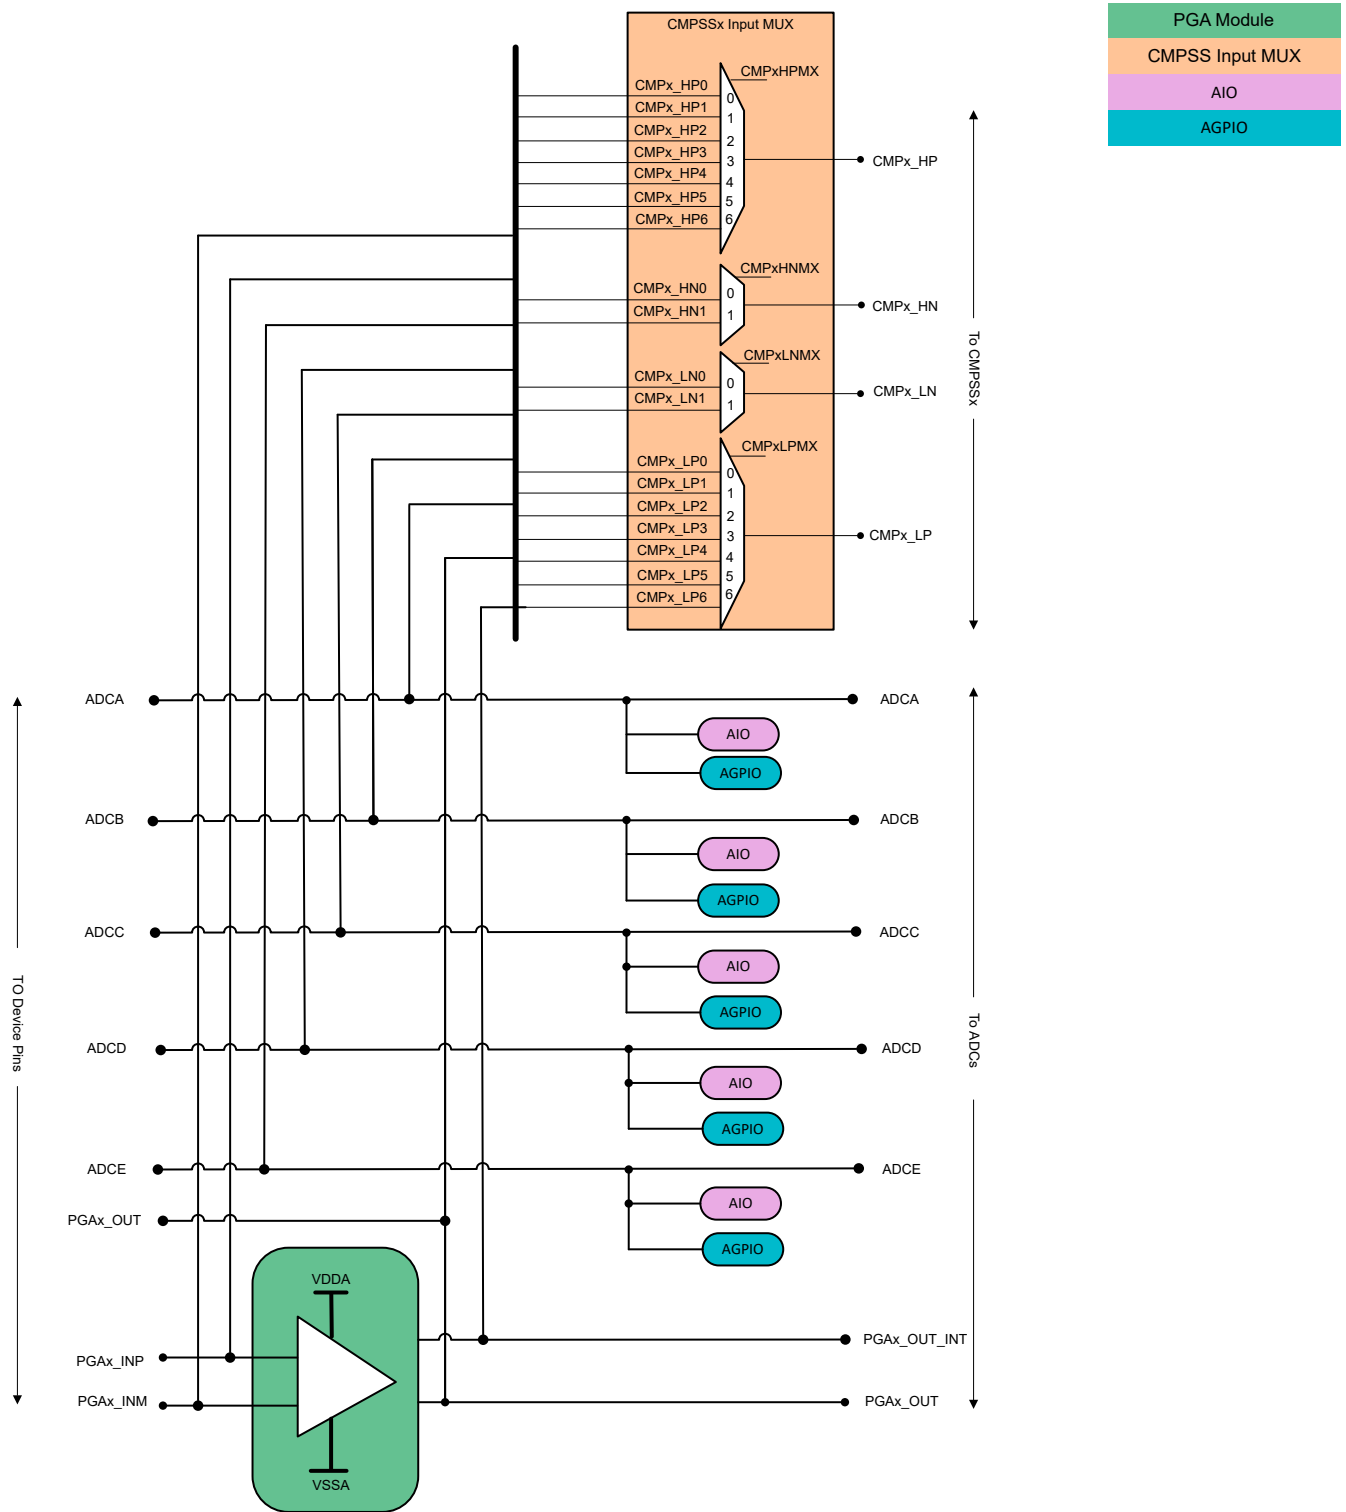 CMPSSx Input MUX
PGA Module
CMPSS Input MUX
AIO
AGPIO
CMPxHPMX
CMPx_HP0
0
CMPx_HP1
1
CMPx_HP2
2
CMPx_HP3
3
CMPx_HP4
4
CMPx_HP5
5
CMPx_HP6
6
CMPx_HP
CMPxHNMX
CMPx_HN0
0
CMPx_HN1
1
CMPx_HN
CMPxLNMX
CMPx_LN0
0
CMPx_LN1
1
CMPx_LN
CMPxLPMX
CMPx_LP0
0
CMPx_LP1
1
CMPx_LP2
2
CMPx_LP3
3
CMPx_LP4
4
CMPx_LP5
5
CMPx_LP6
6
CMPx_LP
To CMPSSx
ADCA
ADCA
AIO
AGPIO
ADCB
ADCB
AIO
AGPIO
ADCC
ADCC
AIO
AGPIO
TO Device Pins
To ADCs
ADCD
ADCD
AIO
AGPIO
ADCE
ADCE
AIO
AGPIO
PGAx_OUT
VDDA
PGAx_INP
PGAx_INM
VSSA
PGAx_OUT_INT
PGAx_OUT